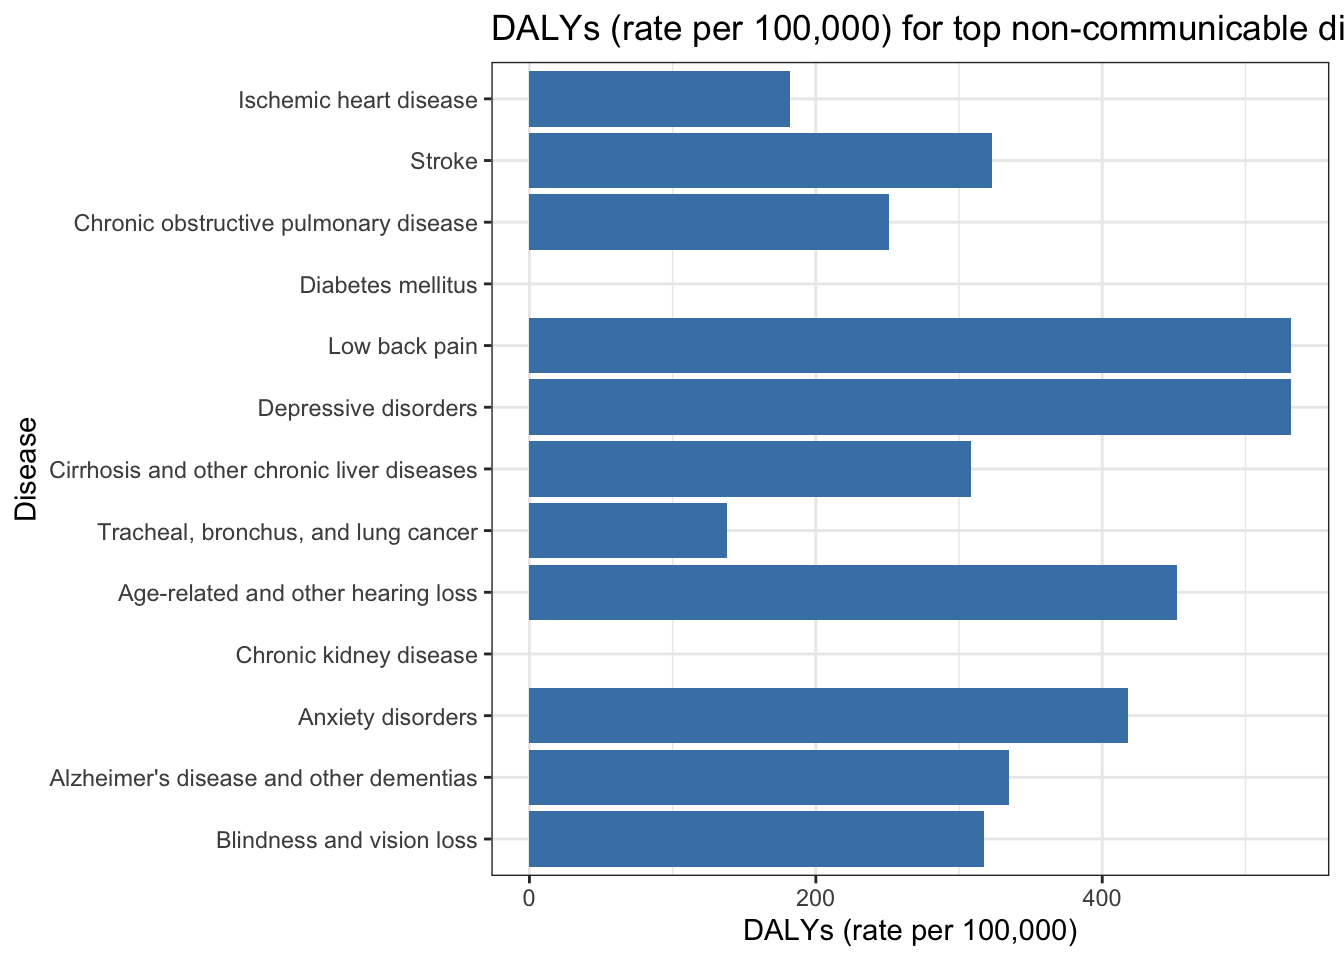 DALYs (rate per 100,000) for top non-communicable di
Ischemic heart disease
Stroke
Chronic obstructive pulmonary disease
Diabetes mellitus
Low back pain
Depressive disorders
Cirrhosis and other chronic liver diseases
Tracheal, bronchus, and lung cancer
Age-related and other hearing loss
Chronic kidney disease
Anxiety disorders
Alzheimer's disease and other dementias
Blindness and vision loss
Disease
0 200 400
DALYs (rate per 100,000)